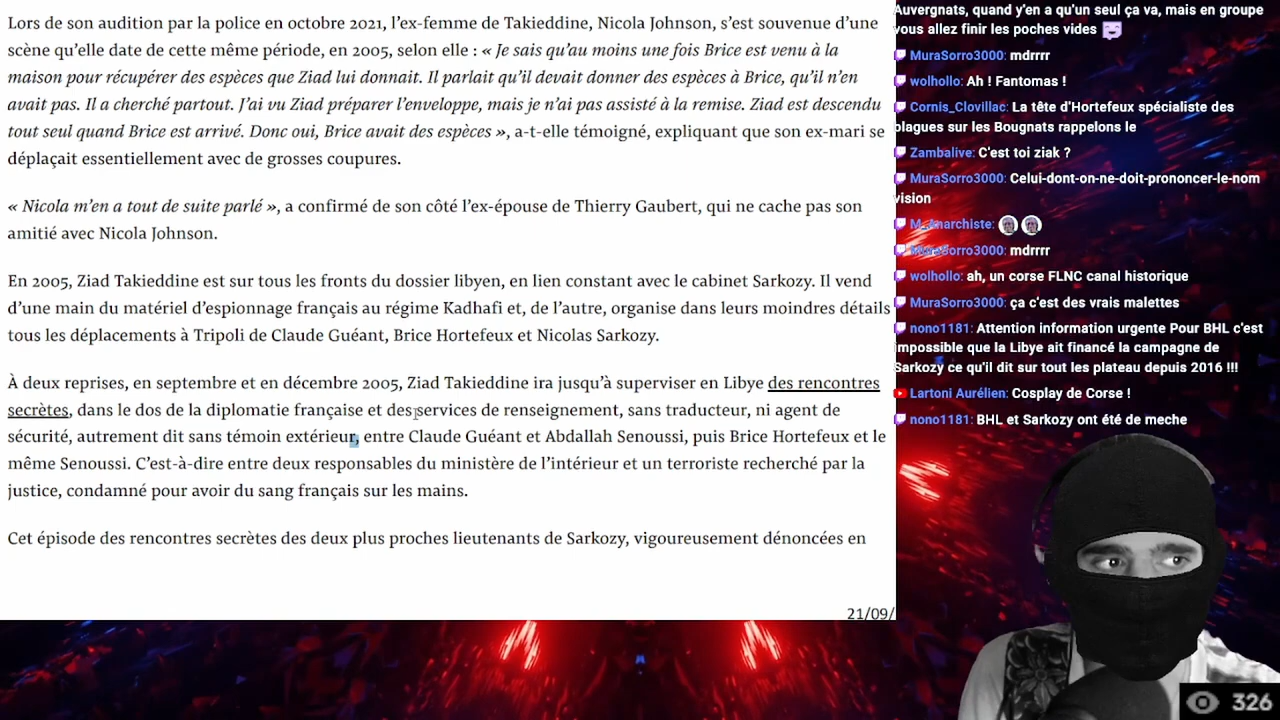 Lors de son audition par la police en octobre 2021, l’ex-femme de Takieddine, Nicola Johnson, s’est souvenue d’une
scène qu’elle date de cette même période, en 2005, selon elle : « Je sais qu’au moins une fois Brice est venu à la
maison pour récupérer des espèces que Ziad lui donnait. Il parlait qu’il devait donner des espèces à Brice, qu’il n’en
avait pas. Il a cherché partout. J’ai vu Ziad préparer l’enveloppe, mais je n’ai pas assisté à la remise. Ziad est descendu
tout seul quand Brice est arrivé. Donc oui, Brice avait des espèces », a-t-elle témoigné, expliquant que son ex-mari se
déplaçait essentiellement avec de grosses coupures.
« Nicola m’en a tout de suite parlé », a confirmé de son côté l’ex-épouse de Thierry Gaubert, qui ne cache pas son
amitié avec Nicola Johnson.
En 2005, Ziad Takieddine est sur tous les fronts du dossier libyen, en lien constant avec le cabinet Sarkozy. Il vend
d’une main du matériel d’espionnage français au régime Kadhafi et, de l’autre, organise dans leurs moindres détails
tous les déplacements à Tripoli de Claude Guéant, Brice Hortefeux et Nicolas Sarkozy.
À deux reprises, en septembre et en décembre 2005, Ziad Takieddine ira jusqu’à superviser en Libye des rencontres
secrètes, dans le dos de la diplomatie française et des services de renseignement, sans traducteur, ni agent de
sécurité, autrement dit sans témoin extérieur, entre Claude Guéant et Abdallah Senoussi, puis Brice Hortefeux et le
même Senoussi. C’est-à-dire entre deux responsables du ministère de l’intérieur et un terroriste recherché par la
justice, condamné pour avoir du sang français sur les mains.
Cet épisode des rencontres secrètes des deux plus proches lieutenants de Sarkozy, vigoureusement dénoncées en
21/09/
Auvergnats, quand y'en a qu'un seul ça va, mais en groupe
vous allez finir les poches vides
MuraSorro3000: mdrrrr
wolhollo: Ah ! Fantomas !
Cornis_Clovillac: La tête d'Hortefeux spécialiste des
blagues sur les Bougnats rappelons le
Zambalive: C'est toi ziak ?
MuraSorro3000: Celui-dont-on-ne-doit-prononcer-le-nom
vision
M_anarchiste:
MuraSorro3000: mdrrrr
wolhollo: ah, un corse FLNC canal historique
MuraSorro3000: ça c'est des vrais malettes
nono1181: Attention information urgente Pour BHL c'est
impossible que la Libye ait financé la campagne de
Sarkozy ce qu'il dit sur tout les plateau depuis 2016 !!!
Lartoni Aurélien: Cosplay de Corse !
nono1181: BHL et Sarkozy ont été de meche
326